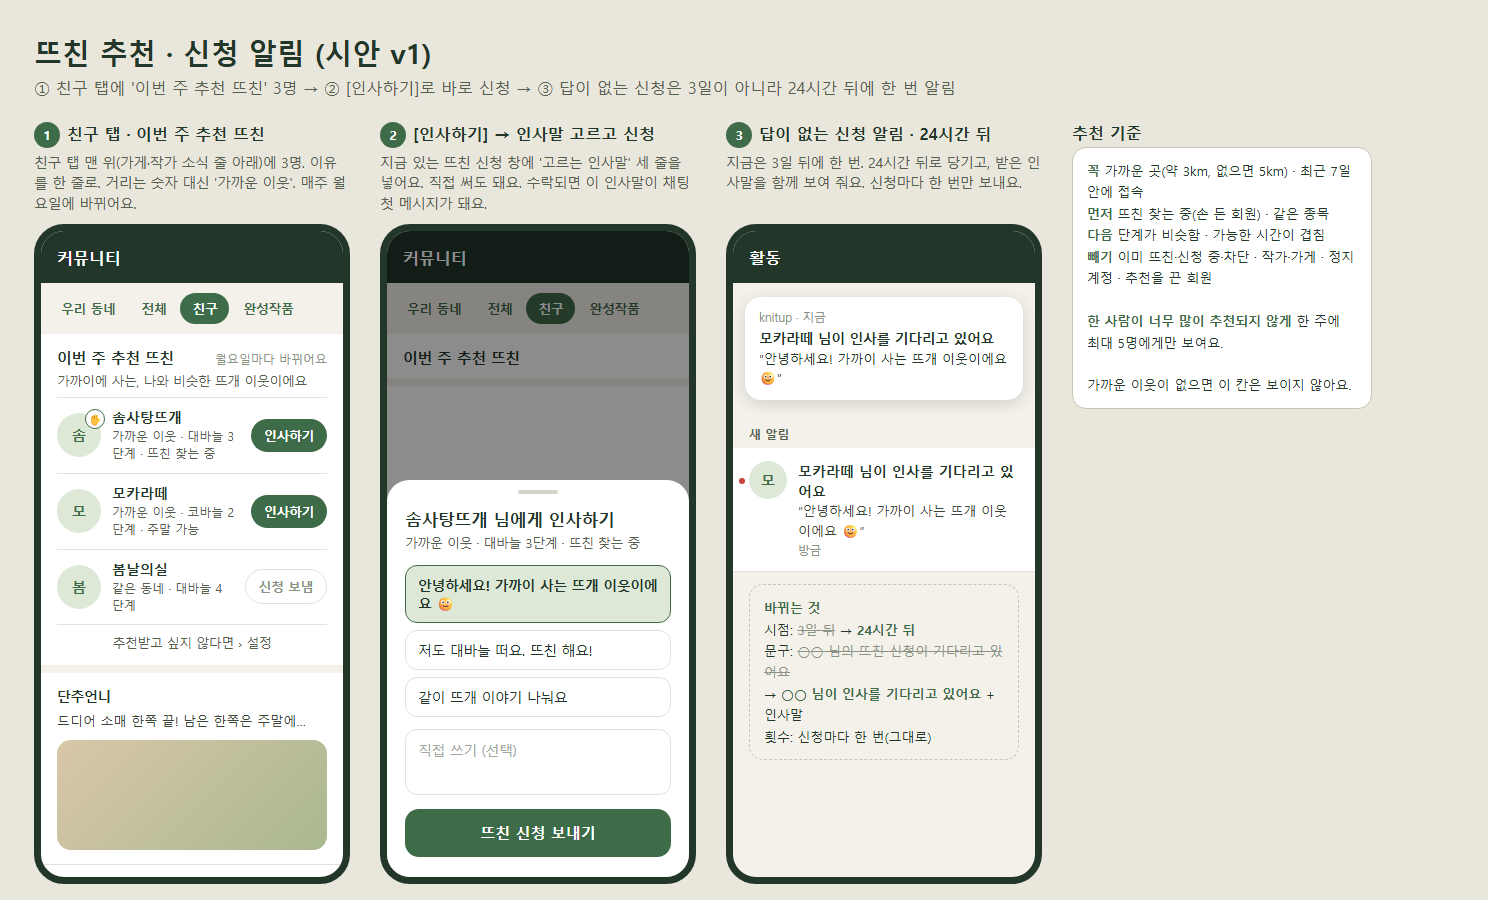 뜨친 추천 · 신청 알림 (시안 v1)
① 친구 탭에 '이번 주 추천 뜨친' 3명 → ② [인사하기]로 바로 신청 → ③ 답이 없는 신청은 3일이 아니라 24시간 뒤에 한 번 알림
1 친구 탭 · 이번 주 추천 뜨친
친구 탭 맨 위(가게·작가 소식 줄 아래)에 3명. 이유
를 한 줄로. 거리는 숫자 대신 '가까운 이웃'. 매주 월
요일에 바뀌어요.
커뮤니티
우리 동네 전체 친구 완성작품
이번 주 추천 뜨친 월요일마다 바뀌어요
가까이에 사는, 나와 비슷한 뜨개 이웃이에요
솜 솜사탕뜨개
가까운 이웃 · 대바늘 3
단계 · 뜨친 찾는 중
인사하기
모 모카라떼
가까운 이웃 · 코바늘 2
단계 · 주말 가능
인사하기
봄 봄날의실
같은 동네 · 대바늘 4
단계
신청 보냄
추천받고 싶지 않다면 › 설정
단추언니
드디어 소매 한쪽 끝! 남은 한쪽은 주말에…
2 [인사하기] → 인사말 고르고 신청
지금 있는 뜨친 신청 창에 '고르는 인사말' 세 줄을
넣어요. 직접 써도 돼요. 수락되면 이 인사말이 채팅
첫 메시지가 돼요.
커뮤니티
우리 동네 전체 친구 완성작품
이번 주 추천 뜨친
솜사탕뜨개 님에게 인사하기
가까운 이웃 · 대바늘 3단계 · 뜨친 찾는 중
안녕하세요! 가까이 사는 뜨개 이웃이에
요 😊
저도 대바늘 떠요. 뜨친 해요!
같이 뜨개 이야기 나눠요
직접 쓰기 (선택)
뜨친 신청 보내기
3 답이 없는 신청 알림 · 24시간 뒤
지금은 3일 뒤에 한 번. 24시간 뒤로 당기고, 받은 인
사말을 함께 보여 줘요. 신청마다 한 번만 보내요.
활동
knitup · 지금
모카라떼 님이 인사를 기다리고 있어요
“안녕하세요! 가까이 사는 뜨개 이웃이에요
😊”
새 알림
모 모카라떼 님이 인사를 기다리고 있
어요
“안녕하세요! 가까이 사는 뜨개 이웃
이에요 😊”
방금
바뀌는 것
시점: 3일 뒤 → 24시간 뒤
문구: ○○ 님의 뜨친 신청이 기다리고 있
어요
→ ○○ 님이 인사를 기다리고 있어요 +
인사말
횟수: 신청마다 한 번(그대로)
추천 기준
꼭 가까운 곳(약 3km, 없으면 5km) · 최근 7일
안에 접속
먼저 뜨친 찾는 중(손 든 회원) · 같은 종목
다음 단계가 비슷함 · 가능한 시간이 겹침
빼기 이미 뜨친·신청 중·차단 · 작가·가게 · 정지
계정 · 추천을 끈 회원
한 사람이 너무 많이 추천되지 않게 한 주에
최대 5명에게만 보여요.
가까운 이웃이 없으면 이 칸은 보이지 않아요.